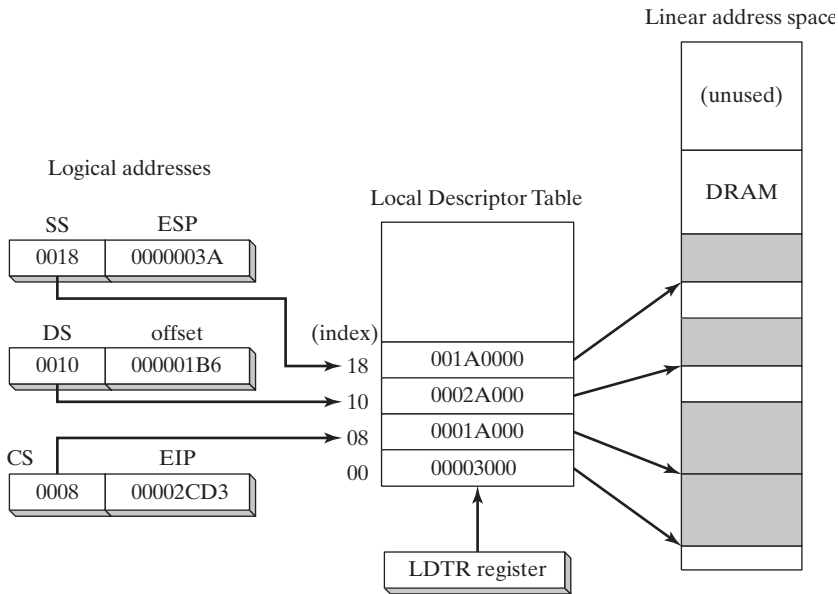 Linear address space
(unused)
DRAM
Logical addresses
SS ESP
0018 0000003A
DS offset
0010 000001B6
CS EIP
0008 00002CD3
Local Descriptor Table
(index)
18 001A0000
10 0002A000
08 0001A000
00 00003000
LDTR register